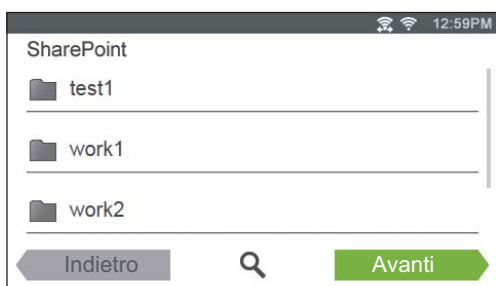 12:59PM
SharePoint
test1
work1
work2
Indietro
Avanti